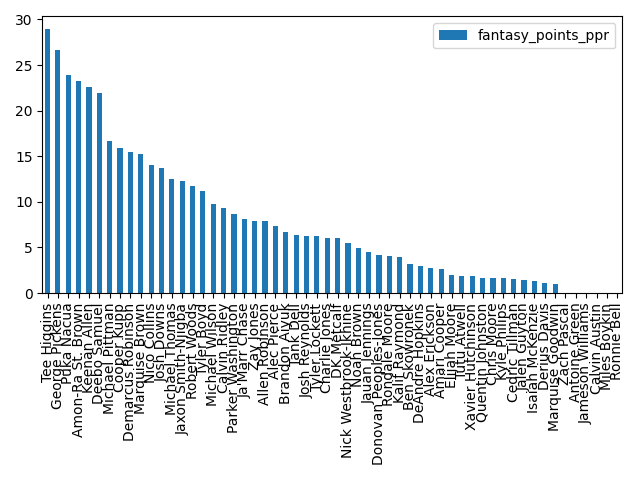 fantasy_points_ppr
30
25
20
15
10
5
0
Tee Higgins
George Pickens
Puka Nacua
Amon-Ra St. Brown
Keenan Allen
Deebo Samuel
Michael Pittman
Cooper Kupp
Demarcus Robinson
Marquise Brown
Nico Collins
Josh Downs
Michael Thomas
Jaxon Smith-Njigba
Robert Woods
Tyler Boyd
Michael Wilson
Calvin Ridley
Parker Washington
Ja'Marr Chase
Zay Jones
Allen Robinson
Alec Pierce
Brandon Aiyuk
Tank Dell
Josh Reynolds
Tyler Lockett
Charlie Jones
DK Metcalf
Nick Westbrook-Ikhine
Noah Brown
Jauan Jennings
Donovan Peoples-Jones
Rondale Moore
Kalif Raymond
Ben Skowronek
DeAndre Hopkins
Alex Erickson
Amari Cooper
Elijah Moore
Tutu Atwell
Xavier Hutchinson
Quentin Johnston
Chris Moore
Kyle Philips
Cedric Tillman
Jalen Guyton
Isaiah McKenzie
Derius Davis
Marquise Goodwin
Zach Pascal
Antoine Green
Jameson Williams
Calvin Austin
Miles Boykin
Ronnie Bell